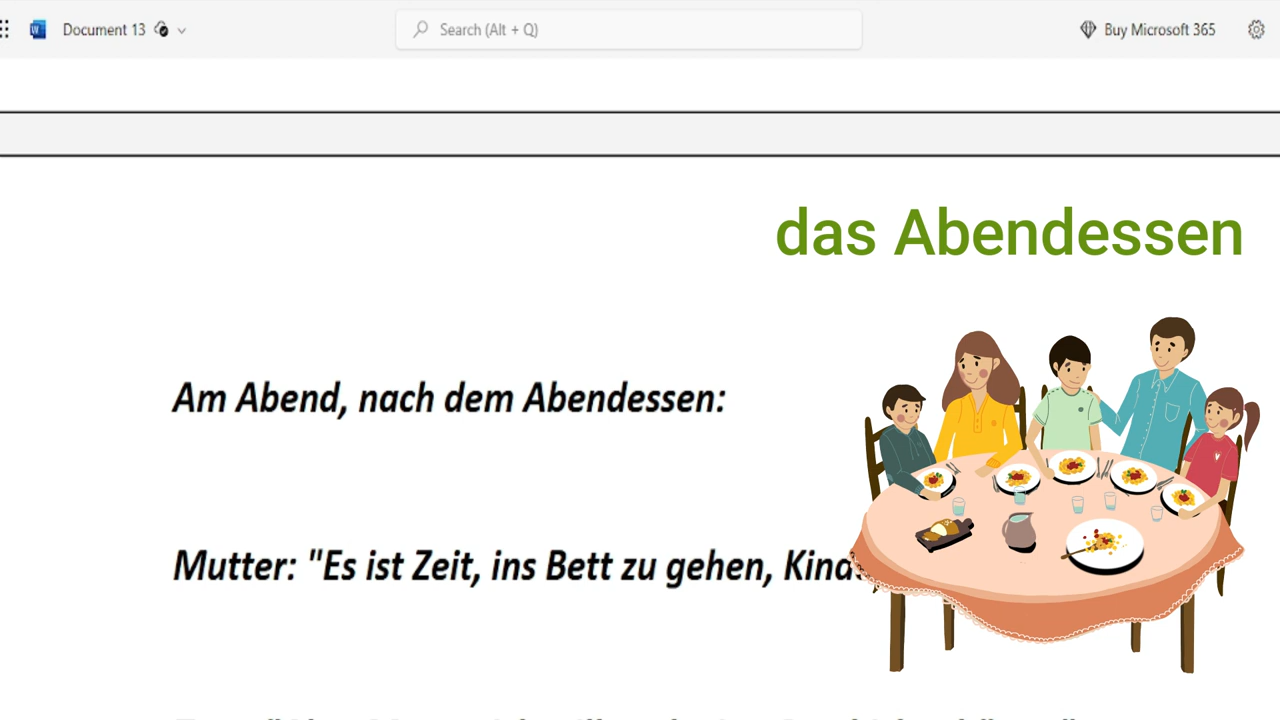 Document 13
Search (Alt + Q)
Buy Microsoft 365
das Abendessen
Am Abend, nach dem Abendessen:
Mutter: "Es ist Zeit, ins Bett zu gehen,